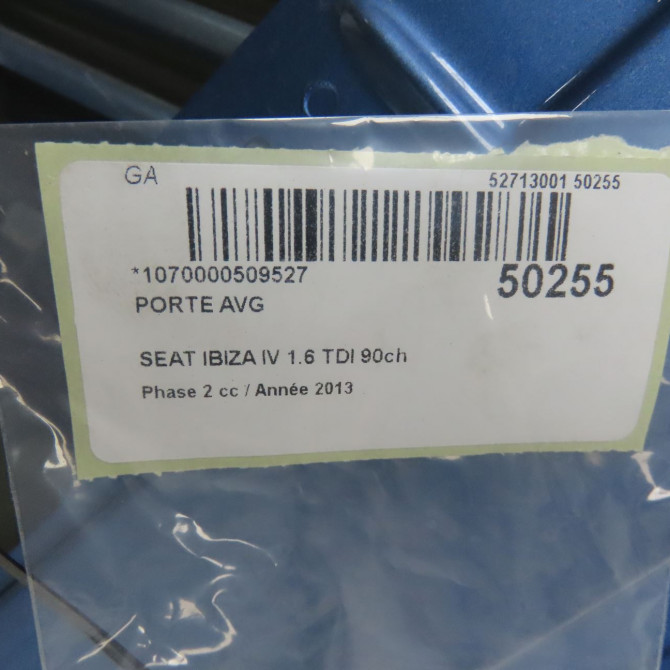 GA
52713001 50255
*1070000509527
50255
PORTE AVG
SEAT IBIZA IV 1.6 TDI 90ch
Phase 2 cc / Année 2013